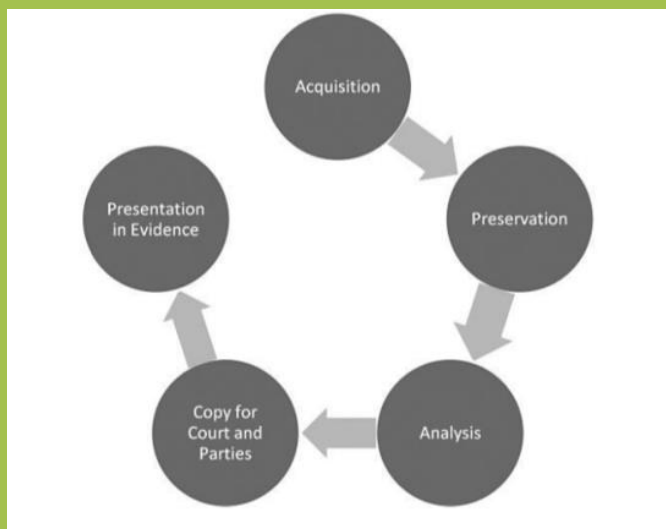 Acquisition
Preservation
Analysis
Copy for
Court and
Parties
Presentation
in Evidence